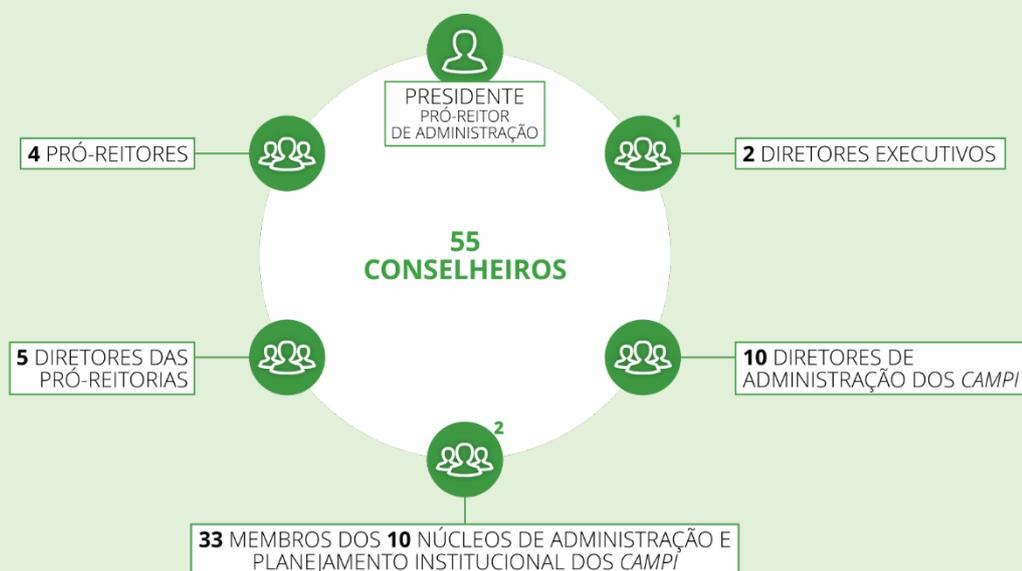 PRESIDENTE
PRÓ-REITOR
DE ADMINISTRAÇÃO
1
4 PRÓ-REITORES
2 DIRETORES EXECUTIVOS
55
CONSELHEIROS
5 DIRETORES DAS
PRÓ-REITORIAS
10 DIRETORES DE
ADMINISTRAÇÃO DOS CAMPI
2
33 MEMBROS DOS 10 NÚCLEOS DE ADMINISTRAÇÃO E
PLANEJAMENTO INSTITUCIONAL DOS CAMPI